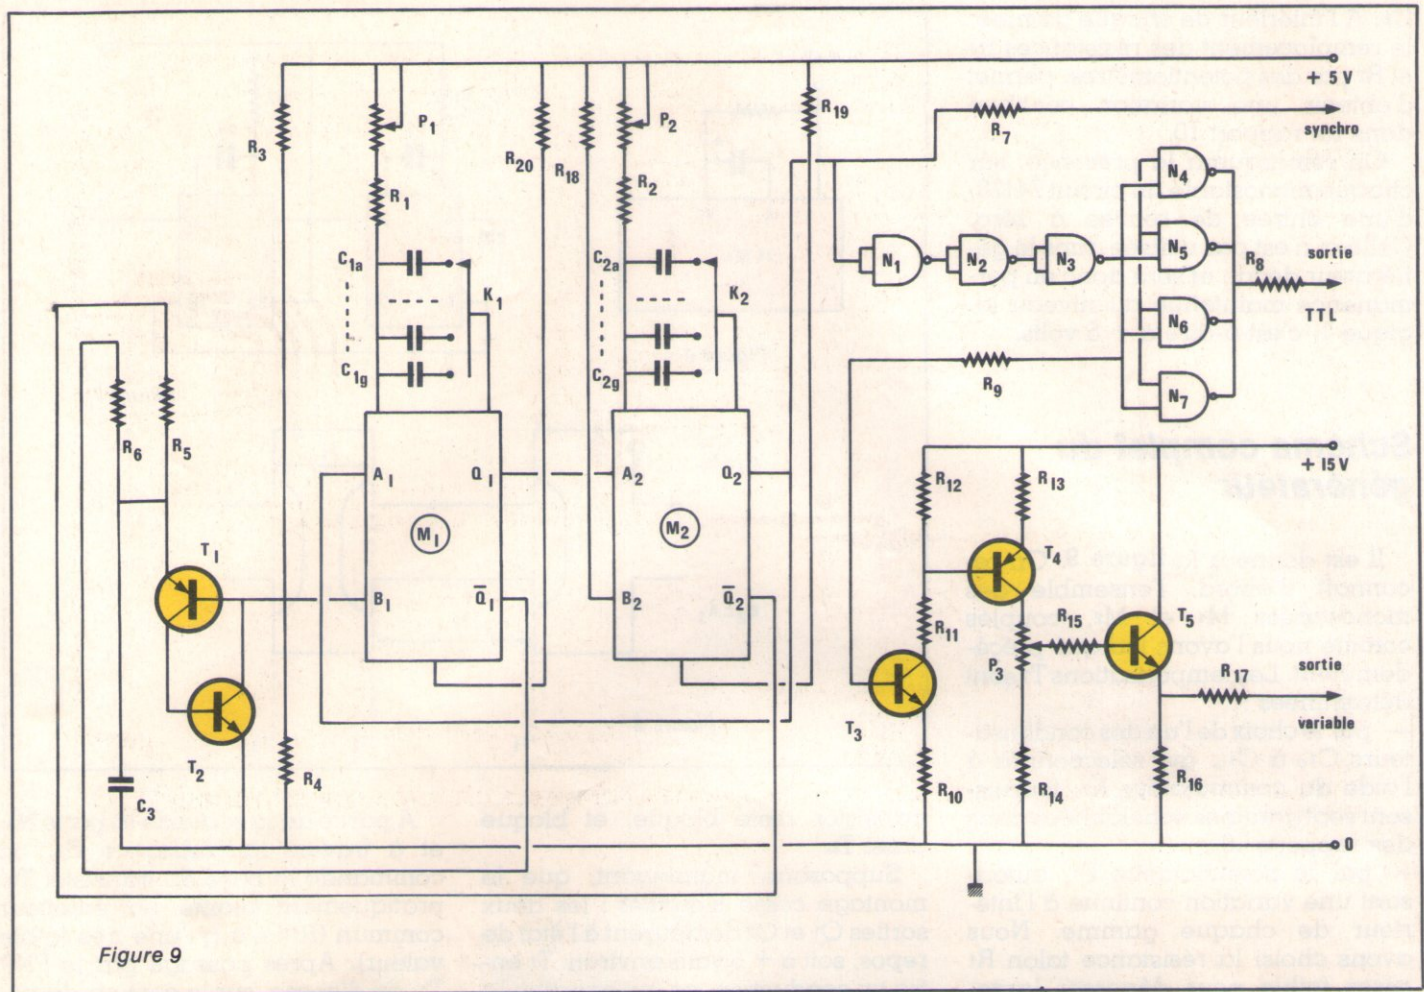 + 5 V
R3
P1
R20
R18
P2
R19
R7
synchro
R1
R2
N4
C1a
K1
C2a
K2
N1
N2
N3
N5
R8
sortie
TTL
C1g
C2g
N6
R9
N7
R6
R5
A1
Q1
A2
Q2
+ 15 V
R12
R13
M1
M2
T1
T4
B1
Q̅1
B2
Q̅2
R11
R15
T5
P3
R17
sortie
variable
T2
T3
R4
C3
R10
R14
R16
0
Figure 9